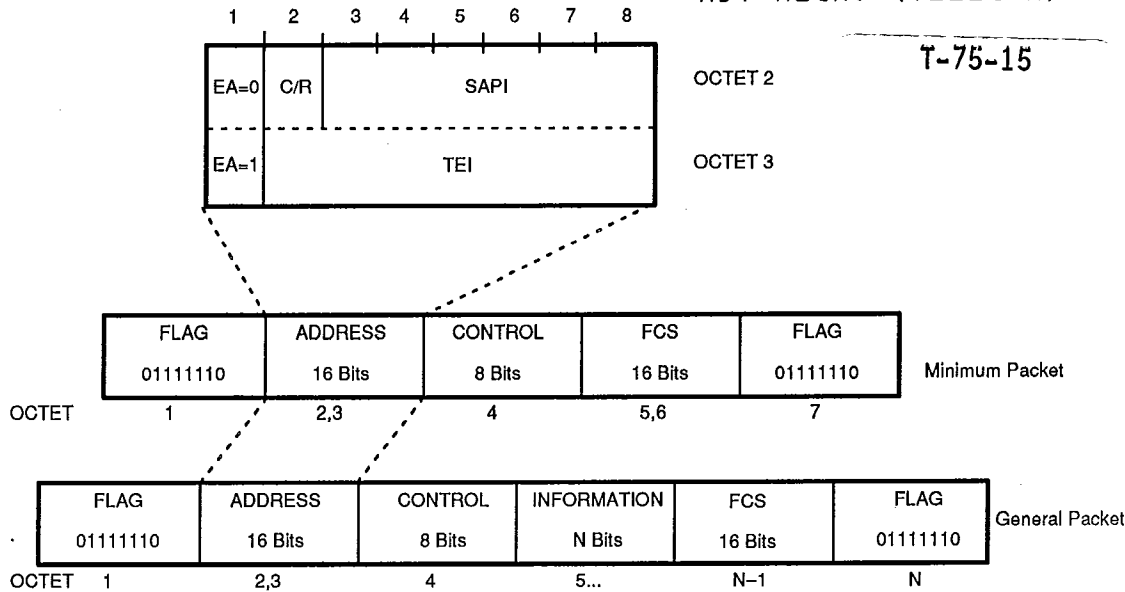 T-75-15
1 2 3 4 5 6 7 8
EA=0 C/R SAPI OCTET 2
EA=1 TEI OCTET 3
FLAG ADDRESS CONTROL FCS FLAG
01111110 16 Bits 8 Bits 16 Bits 01111110 Minimum Packet
OCTET 1 2,3 4 5,6 7
FLAG ADDRESS CONTROL INFORMATION FCS FLAG
01111110 16 Bits 8 Bits N Bits 16 Bits 01111110 General Packet
OCTET 1 2,3 4 5... N–1 N